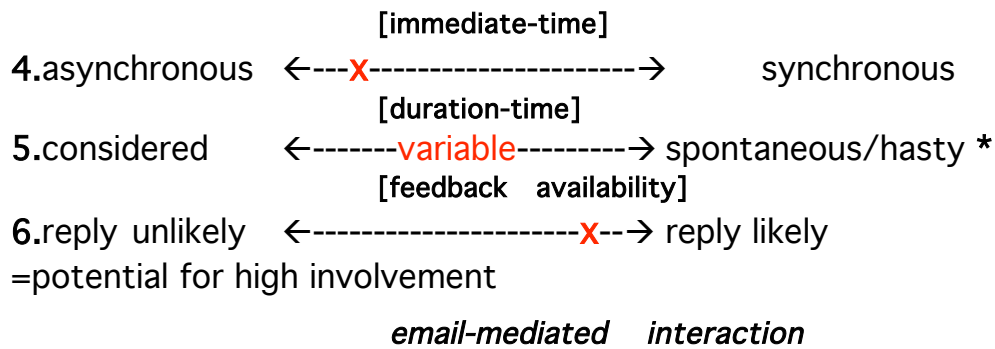 [immediate-time]
4.asynchronous ←---x----------------------→ synchronous
[duration-time]
5.considered ←-------variable---------→ spontaneous/hasty *
[feedback availability]
6.reply unlikely ←----------------------x--→ reply likely
=potential for high involvement
email-mediated interaction